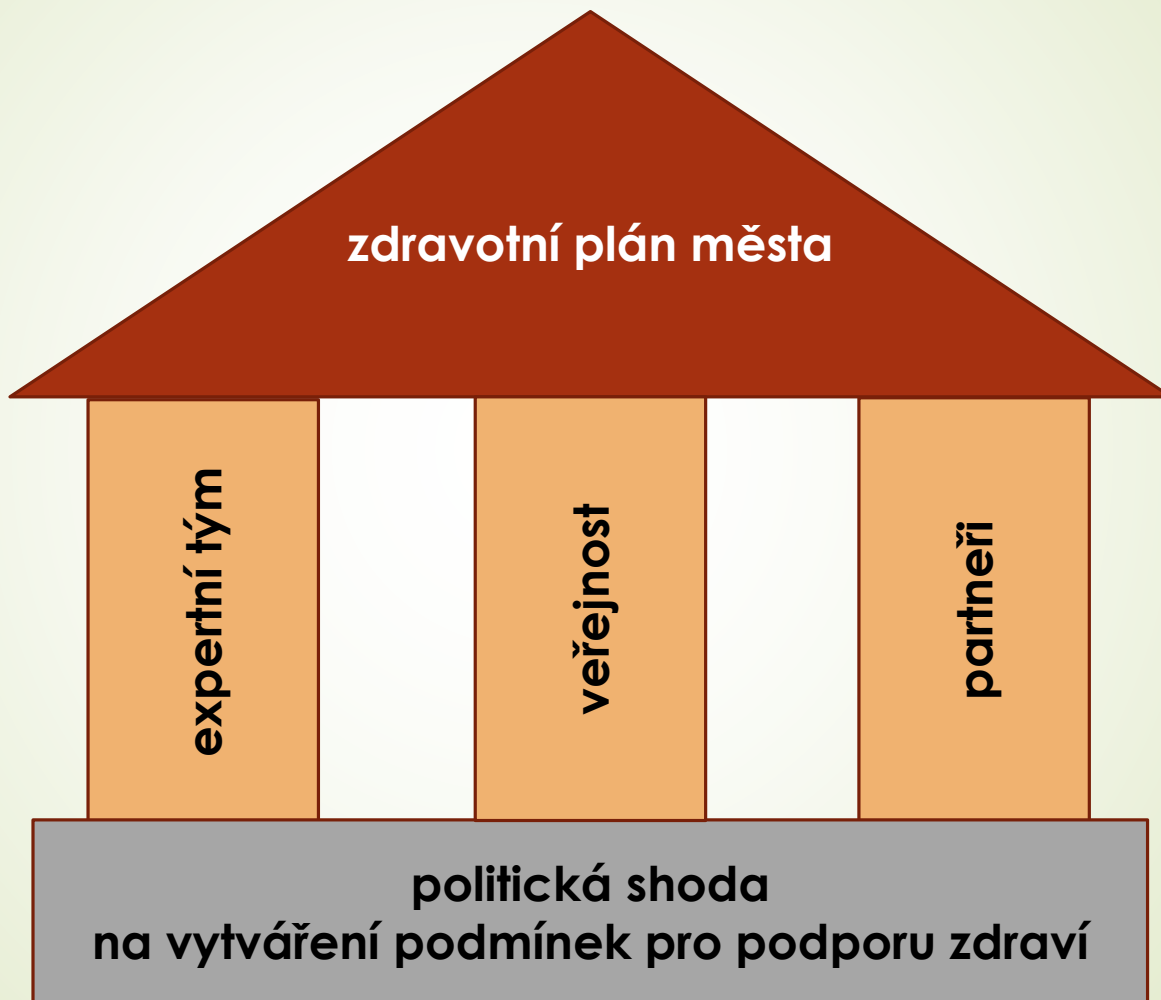 zdravotní plán města
expertní tým
veřejnost
partneři
politická shoda
na vytváření podmínek pro podporu zdraví